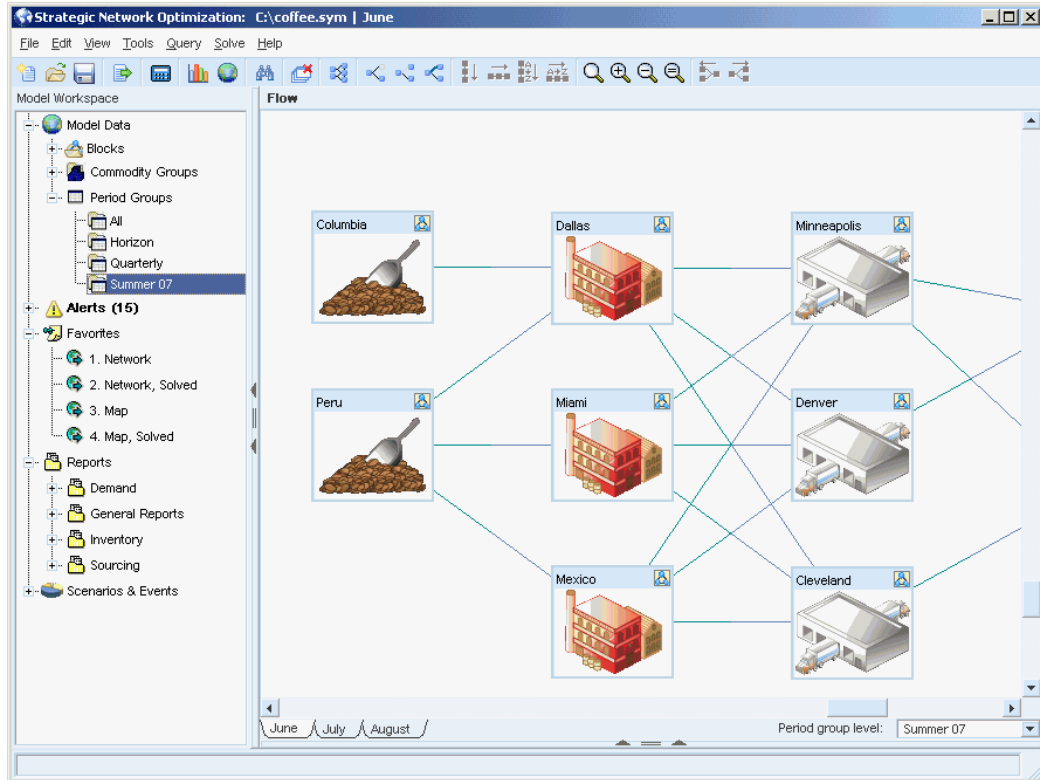 Strategic Network Optimization: C:\coffee.sym | June
File Edit View Tools Query Solve Help
Model Workspace
Flow
Model Data
Blocks
Commodity Groups
Period Groups
All
Horizon
Quarterly
Summer 07
Alerts (15)
Favorites
1. Network
2. Network, Solved
3. Map
4. Map, Solved
Reports
Demand
General Reports
Inventory
Sourcing
Scenarios & Events
Columbia
Dallas
Minneapolis
Peru
Miami
Denver
Mexico
Cleveland
June July August
Period group level: Summer 07